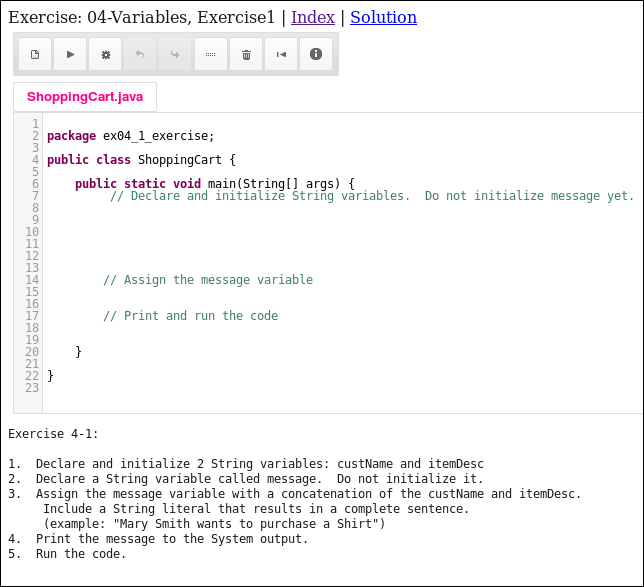 Exercise: 04-Variables, Exercise1 | Index | Solution
ShoppingCart.java
1
2 package ex04_1_exercise;
3
4 public class ShoppingCart {
5
6     public static void main(String[] args) {
7          // Declare and initialize String variables.  Do not initialize message yet.
8
9
10
11
12
13
14         // Assign the message variable
15
16
17         // Print and run the code
18
19
20     }
21
22 }
23
Exercise 4-1:
1.  Declare and initialize 2 String variables: custName and itemDesc
2.  Declare a String variable called message.  Do not initialize it.
3.  Assign the message variable with a concatenation of the custName and itemDesc.
     Include a String literal that results in a complete sentence.
     (example: "Mary Smith wants to purchase a Shirt")
4.  Print the message to the System output.
5.  Run the code.